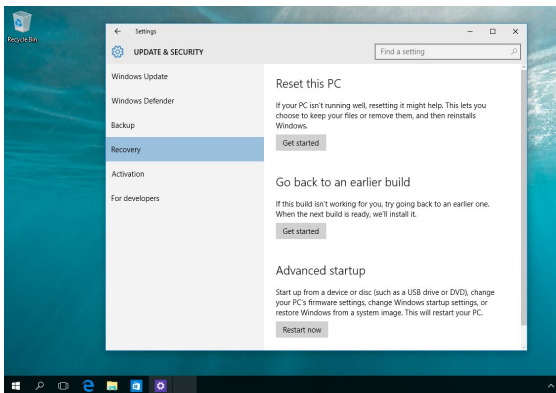 Recycle Bin
Settings
UPDATE & SECURITY
Find a setting
Windows Update
Windows Defender
Backup
Recovery
Activation
For developers
Reset this PC
If your PC isn't running well, resetting it might help. This lets you
choose to keep your files or remove them, and then reinstalls
Windows.
Get started
Go back to an earlier build
If this build isn't working for you, try going back to an earlier one.
When the next build is ready, we'll install it.
Get started
Advanced startup
Start up from a device or disc (such as a USB drive or DVD), change
your PC's firmware settings, change Windows startup settings, or
restore Windows from a system image. This will restart your PC.
Restart now